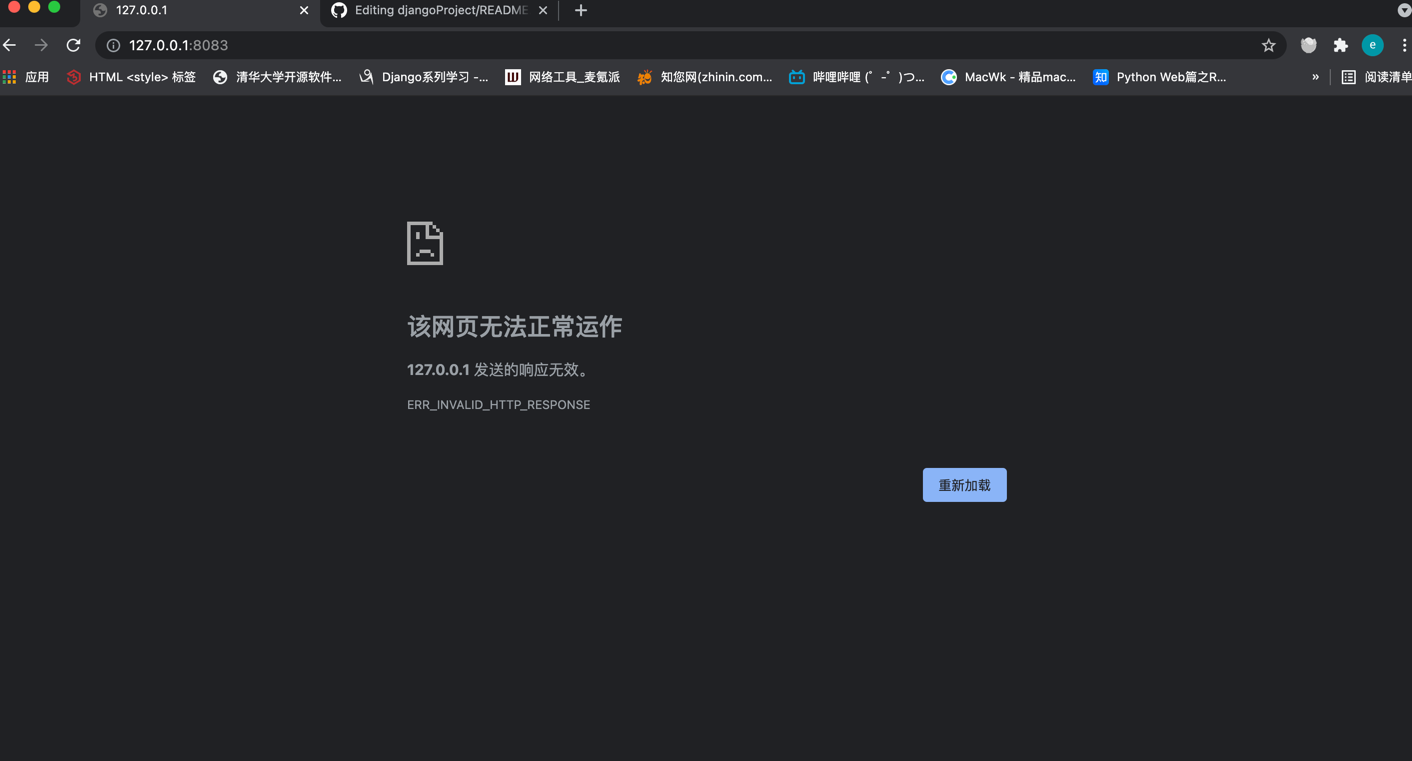 127.0.0.1
Editing djangoProject/README
127.0.0.1:8083
e
应用
HTML <style> 标签
清华大学开源软件...
Django系列学习 -...
网络工具_麦氪派
知您网(zhinin.com...
哔哩哔哩 (゜-゜)つ...
MacWk - 精品mac...
知
Python Web篇之R...
»
阅读清单
该网页无法正常运作
127.0.0.1 发送的响应无效。
ERR_INVALID_HTTP_RESPONSE
重新加载